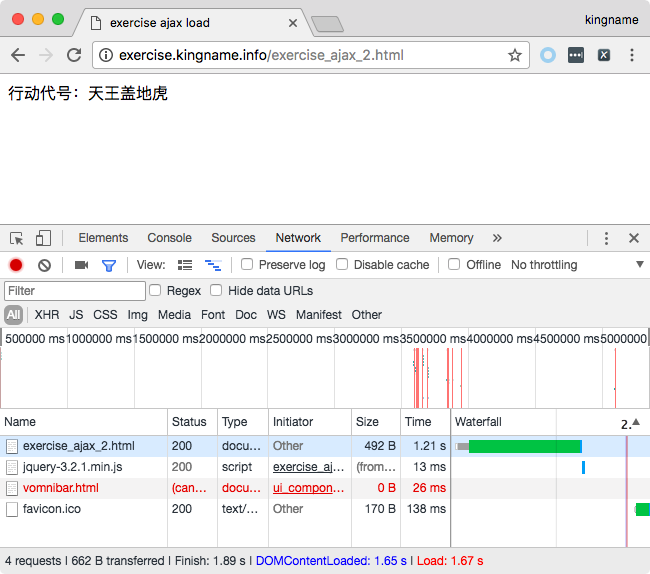 exercise ajax load
kingname
exercise.kingname.info/exercise_ajax_2.html
行动代号：天王盖地虎
Elements Console Sources Network Performance Memory »
View: Preserve log Disable cache Offline No throttling
Filter Regex Hide data URLs
All XHR JS CSS Img Media Font Doc WS Manifest Other
500000 ms 1000000 ms 1500000 ms 2000000 ms 2500000 ms 3000000 ms 3500000 ms 4000000 ms 4500000 ms 5000000
Name Status Type Initiator Size Time Waterfall 2.
exercise_ajax_2.html 200 docu... Other 492 B 1.21 s
jquery-3.2.1.min.js 200 script exercise_aj... (from... 13 ms
vomnibar.html (can... docu... ui_compon... 0 B 26 ms
favicon.ico 200 text/... Other 170 B 138 ms
4 requests | 662 B transferred | Finish: 1.89 s | DOMContentLoaded: 1.65 s | Load: 1.67 s